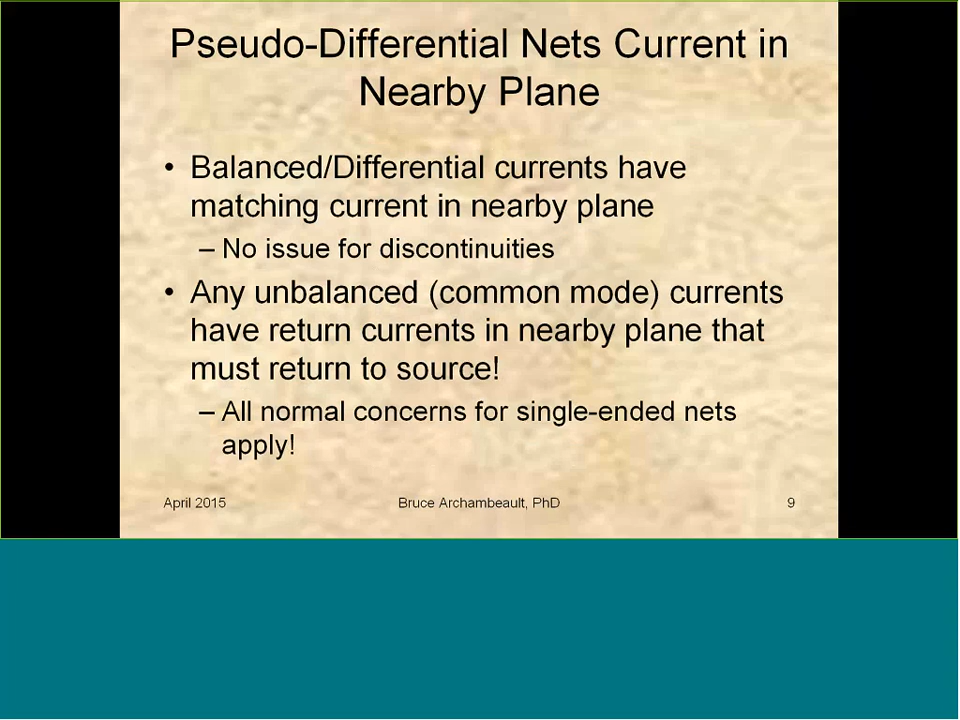 Pseudo-Differential Nets Current in
Nearby Plane
• Balanced/Differential currents have
matching current in nearby plane
– No issue for discontinuities
• Any unbalanced (common mode) currents
have return currents in nearby plane that
must return to source!
– All normal concerns for single-ended nets
apply!
April 2015 Bruce Archambeault, PhD 9